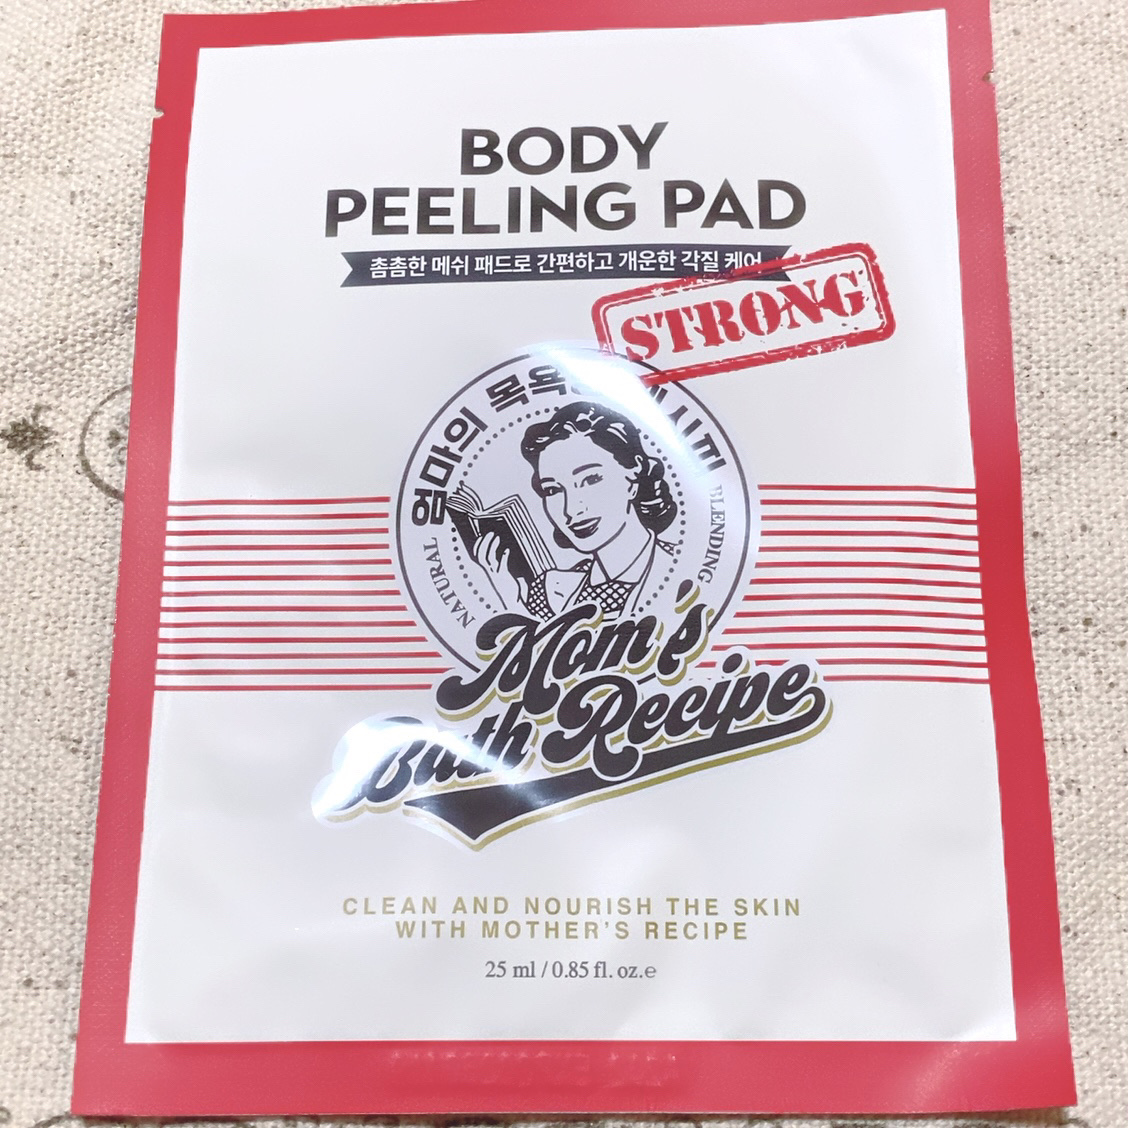 BODY
PEELING PAD
촘촘한 메쉬 패드로 간편하고 개운한 각질 케어
STRONG
엄마의 목욕
NATURAL
BLENDING
Mom's
Bath Recipe
CLEAN AND NOURISH THE SKIN
WITH MOTHER'S RECIPE
25 ml / 0.85 fl. oz.e